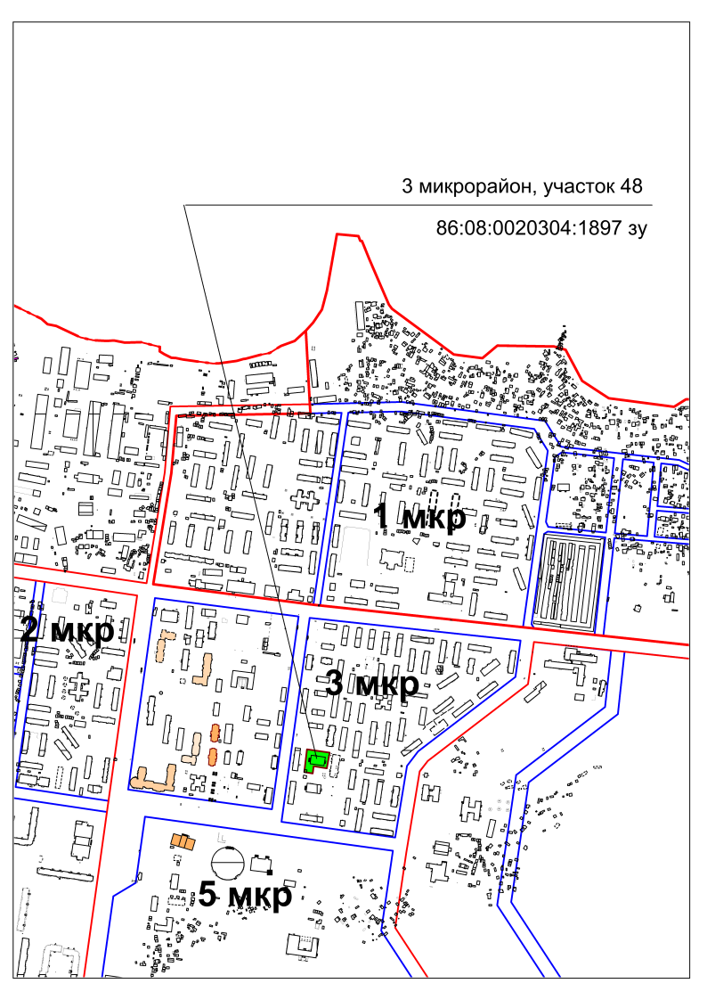 3 микрорайон, участок 48
86:08:0020304:1897 зу
1 мкр
2 мкр
3 мкр
5 мкр